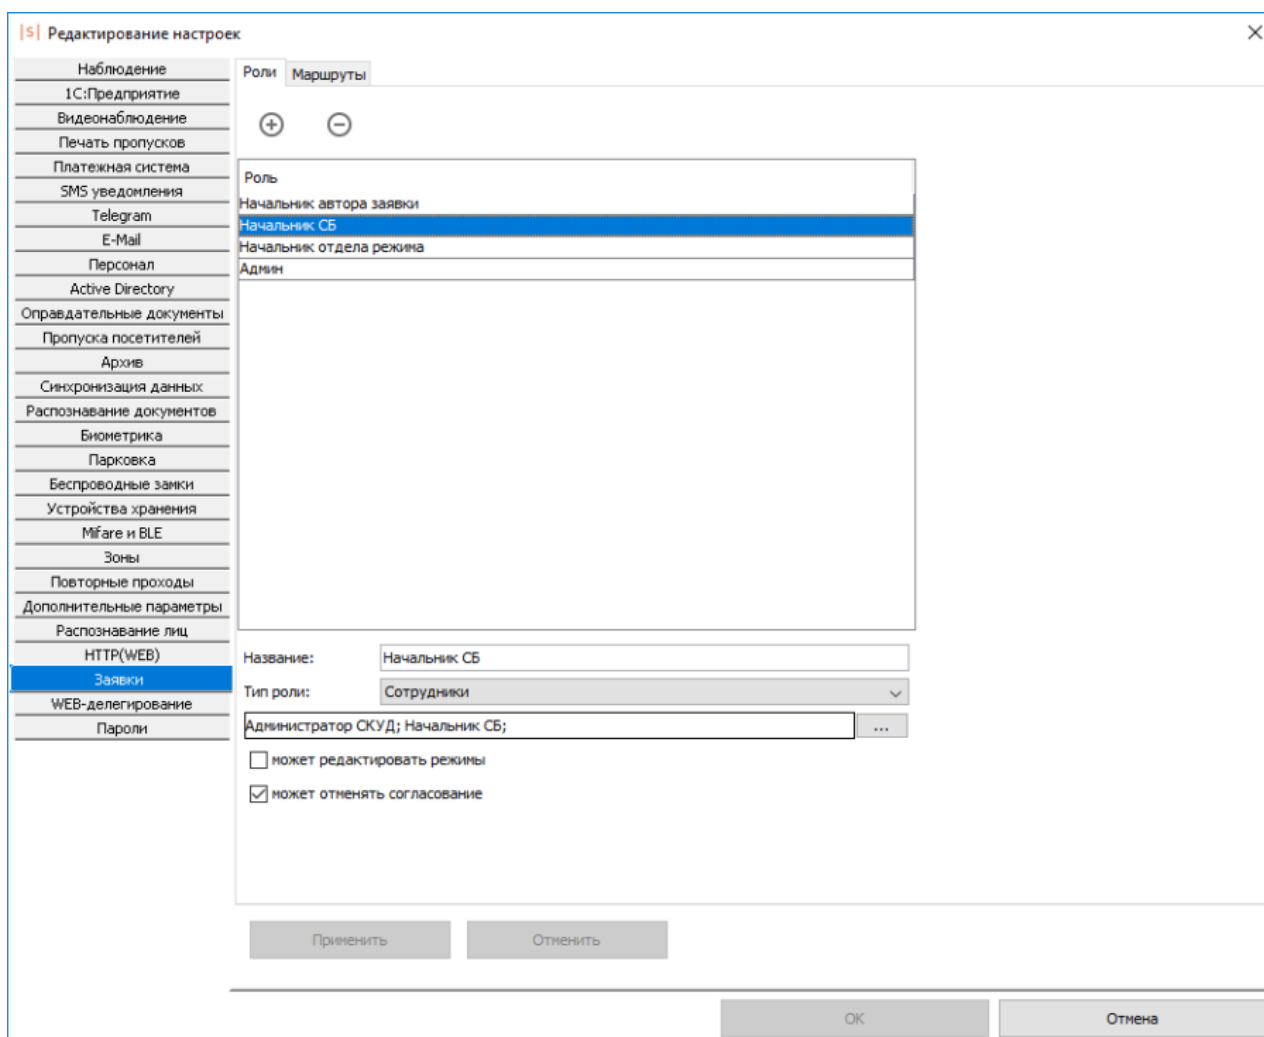 |S| Редактирование настроек
Наблюдение
1С:Предприятие
Видеонаблюдение
Печать пропусков
Платежная система
SMS уведомления
Telegram
E-Mail
Персонал
Active Directory
Оправдательные документы
Пропуска посетителей
Архив
Синхронизация данных
Распознавание документов
Биометрика
Парковка
Беспроводные замки
Устройства хранения
Mifare и BLE
Зоны
Повторные проходы
Дополнительные параметры
Распознавание лиц
HTTP(WEB)
Заявки
WEB-делегирование
Пароли
Роли Маршруты
Роль
Начальник автора заявки
Начальник СБ
Начальник отдела режима
Админ
Название: Начальник СБ
Тип роли: Сотрудники
Администратор СКУД; Начальник СБ; ...
может редактировать режимы
может отменять согласование
Применить Отменить
OK Отмена